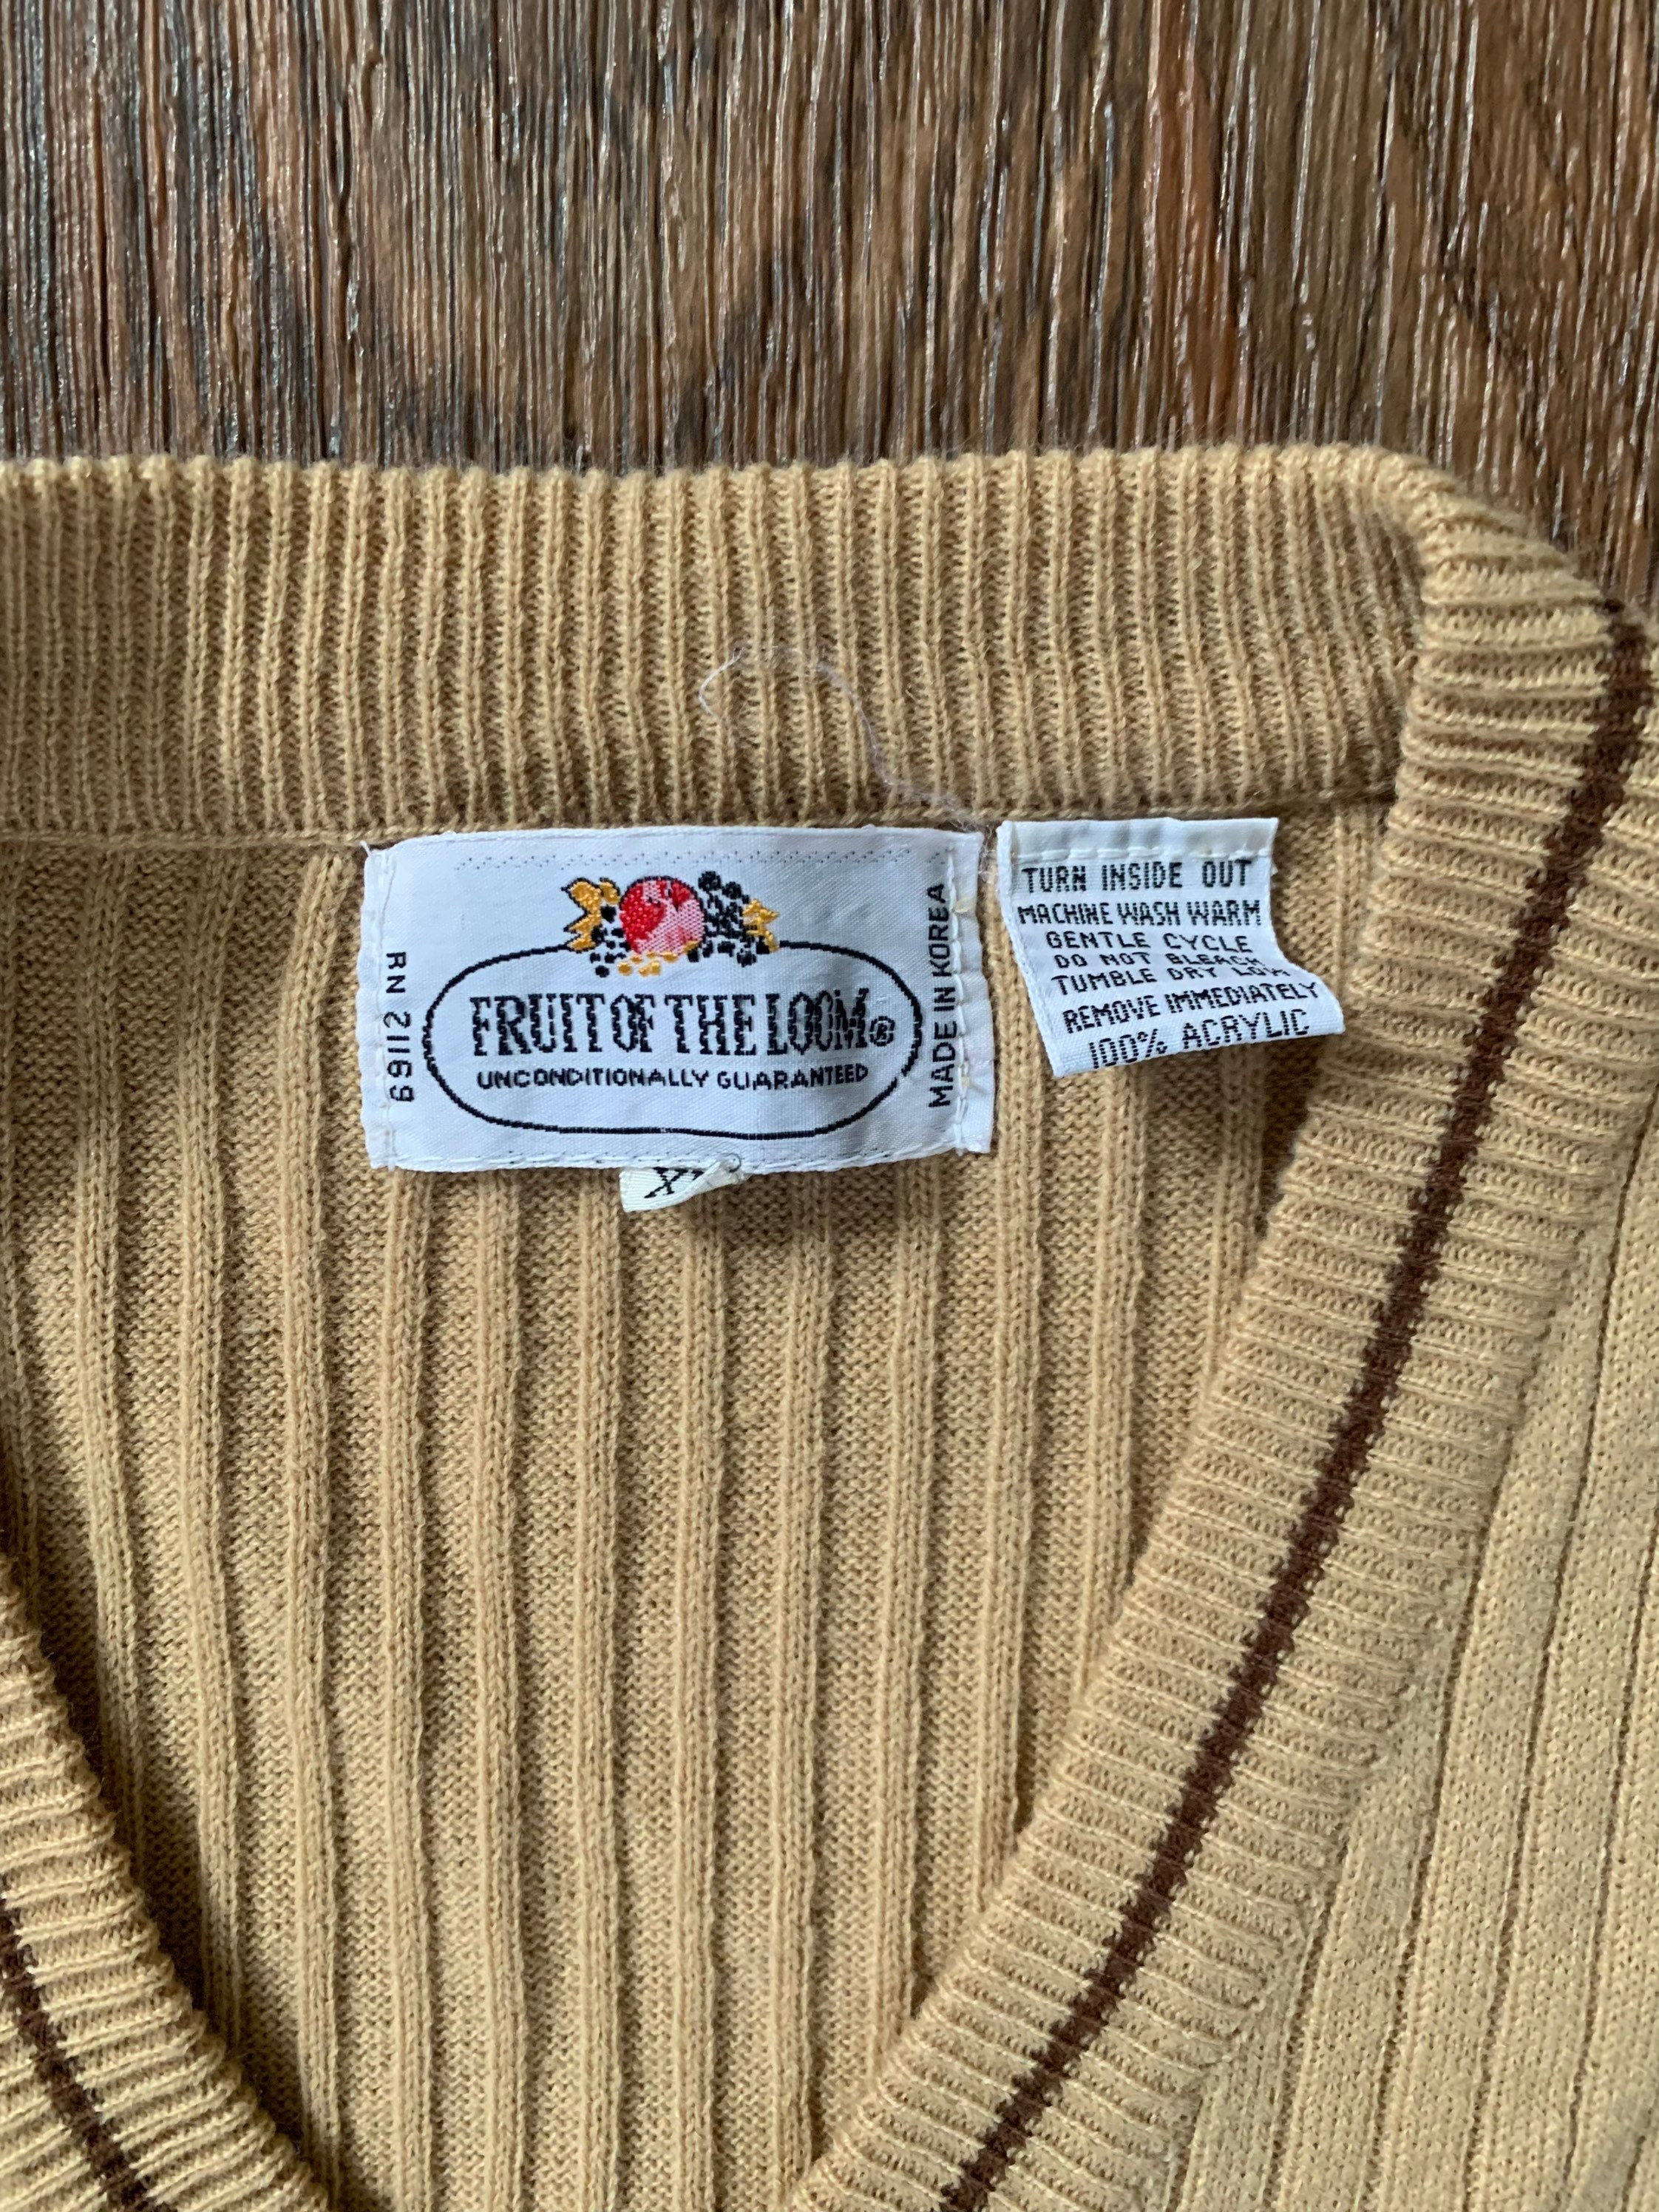 RN 21169
FRUIT OF THE LOOM®
UNCONDITIONALLY GUARANTEED
MADE IN KOREA
TURN INSIDE OUT
MACHINE WASH WARM
GENTLE CYCLE
DO NOT BLEACH
TUMBLE DRY LOW
REMOVE IMMEDIATELY
100% ACRYLIC